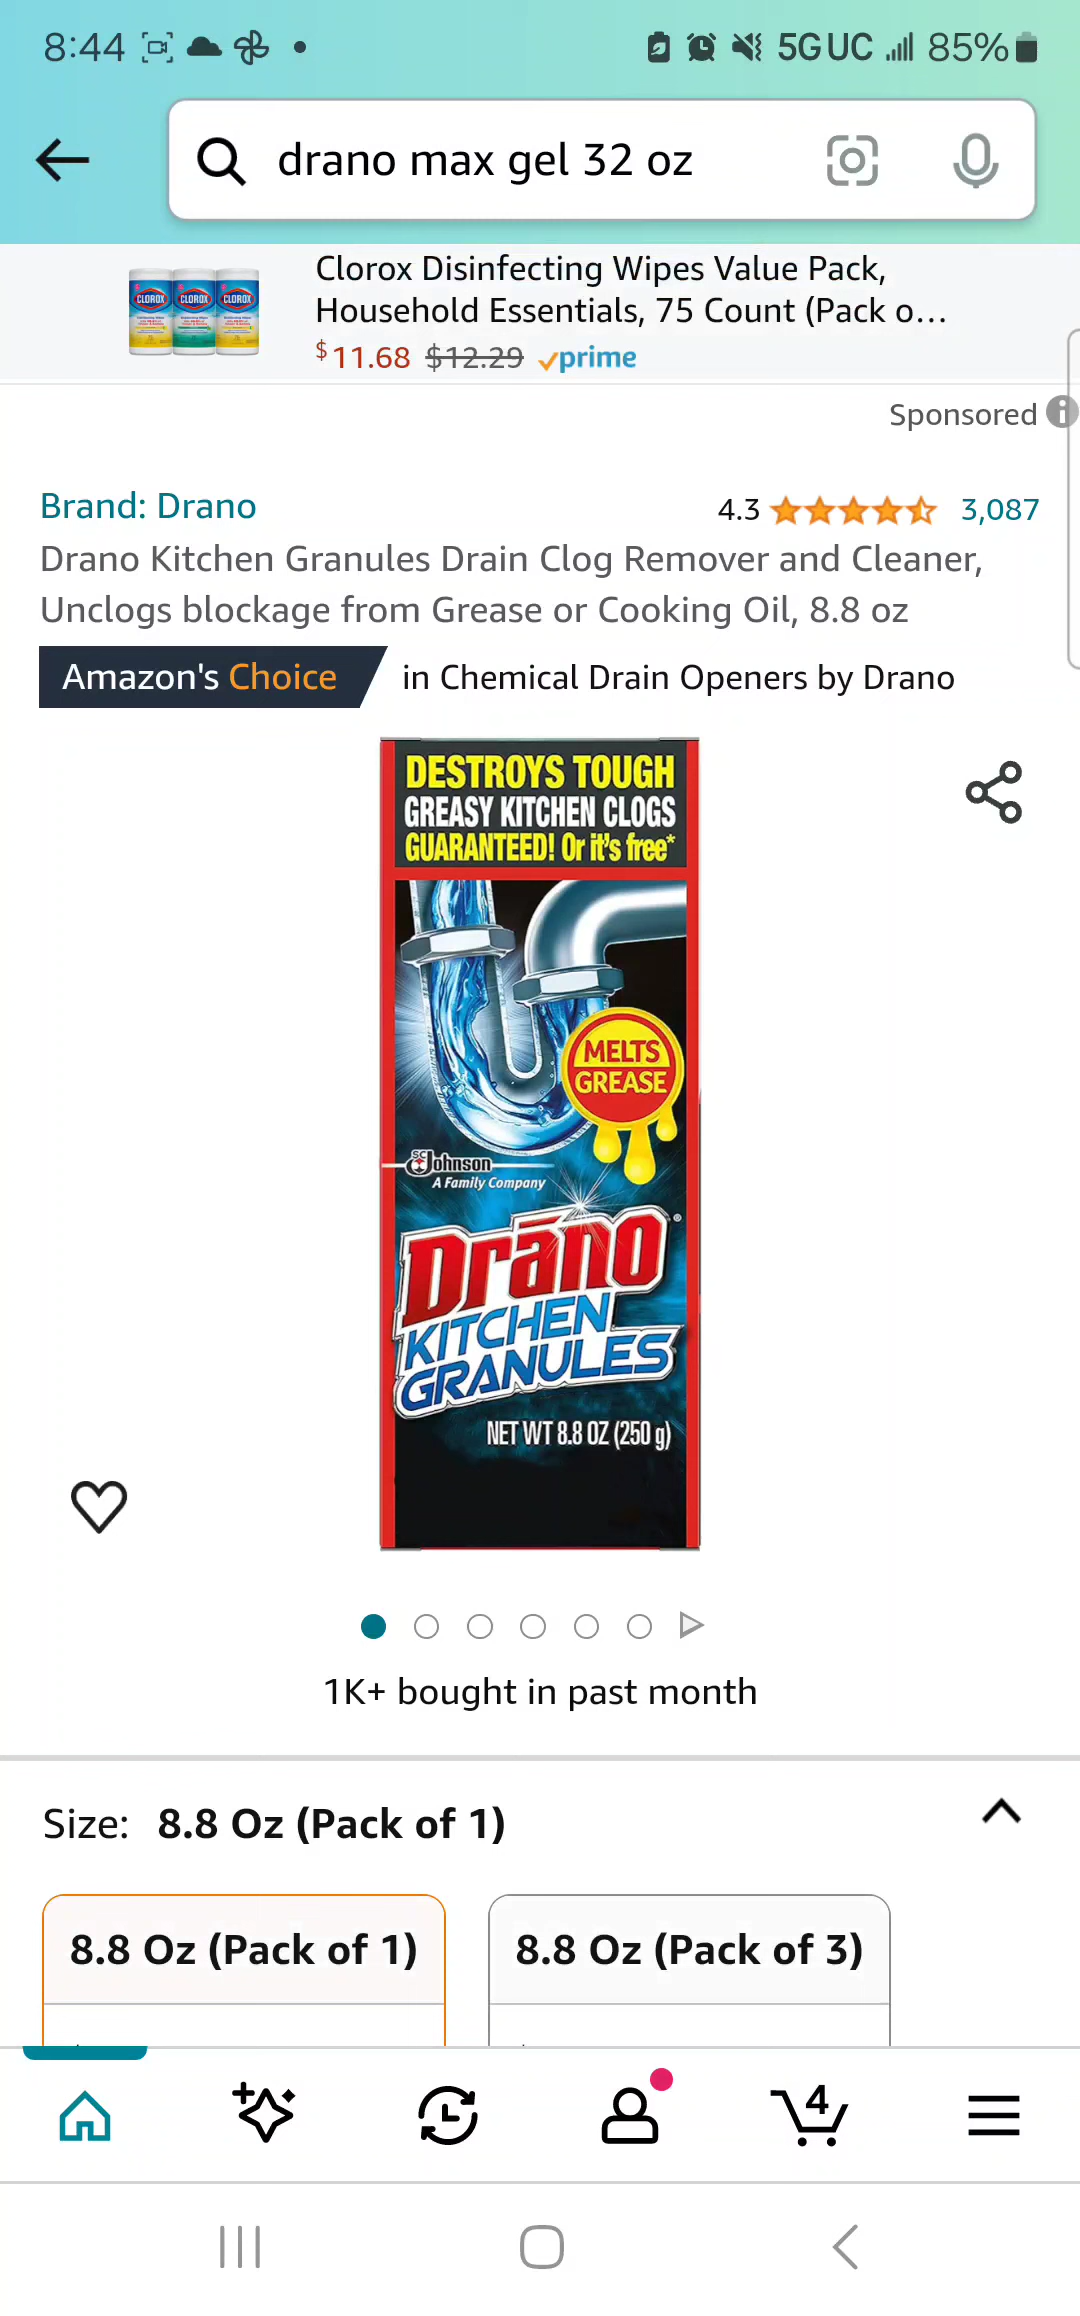 8:44
5G UC 85%
drano max gel 32 oz
CLOROX CLOROX CLOROX
Clorox Disinfecting Wipes Value Pack,
Household Essentials, 75 Count (Pack o...
$11.68 $12.29 prime
Sponsored
Brand: Drano
4.3 3,087
Drano Kitchen Granules Drain Clog Remover and Cleaner,
Unclogs blockage from Grease or Cooking Oil, 8.8 oz
Amazon's Choice in Chemical Drain Openers by Drano
DESTROYS TOUGH
GREASY KITCHEN CLOGS
GUARANTEED! Or it's free*
MELTS
GREASE
SC Johnson
A Family Company
Drāno®
KITCHEN
GRANULES
NET WT 8.8 OZ (250 g)
1K+ bought in past month
Size: 8.8 Oz (Pack of 1)
8.8 Oz (Pack of 1)
8.8 Oz (Pack of 3)
4